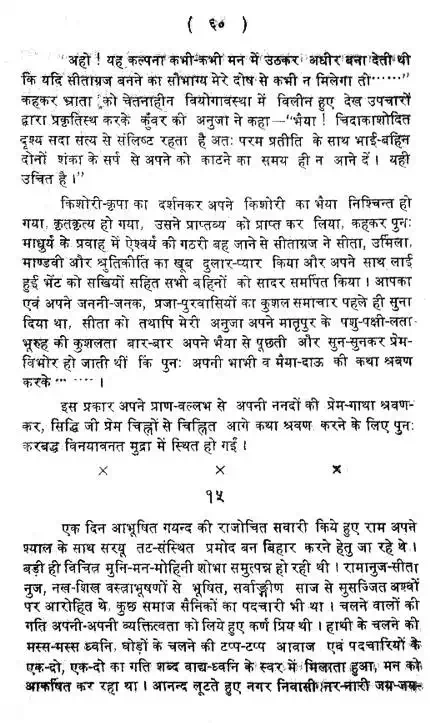 ( ६० )
"अहो ! यह कल्पना कभी-कभी मन में उठकर अधीर बना देती थी
कि यदि सीताग्रज बनने का सौभाग्य मेरे दोष से कभी न मिलेगा तो......"
कहकर भ्राता को चेतनाहीन वियोगावस्था में विलीन हुए देख उपचारों
द्वारा प्रकृतिस्थ करके कुँवर की अनुजा ने कहा—"भैया ! चिदाकाशोदित
दृश्य सदा सत्य से संलिष्ट रहता है अतः परम प्रतीति के साथ भाई-बहिन
दोनों शंका के सर्प से अपने को काटने का समय ही न आने दें । यही
उचित है ।"
किशोरी-कृपा का दर्शनकर अपने किशोरी का भैया निश्चिन्त हो
गया, कृतकृत्य हो गया, उसने प्राप्तव्य को प्राप्त कर लिया, कहकर पुनः
माधुर्य के प्रवाह में ऐश्वर्य की गठरी बह जाने से सीताग्रज ने सीता, उर्मिला,
माण्डवी और श्रुतिकीर्ति का खूब दुलार-प्यार किया और अपने साथ लाई
हुई भेंट को सखियों सहित सभी बहिनों को सादर समर्पित किया । आपका
एवं अपने जननी-जनक, प्रजा-पुरवासियों का कुशल समाचार पहले ही सुना
दिया था, सीता को तथापि मेरी अनुजा अपने मातृपुर के पशु-पक्षी-लता-
भूरुह की कुशलता बार-बार अपने भैया से पूछती और सुन-सुनकर प्रेम-
विभोर हो जाती थीं कि पुनः अपनी भाभी व मैया-दाऊ की कथा श्रवण
करके ... .... ।
इस प्रकार अपने प्राण-वल्लभ से अपनी ननदों की प्रेम-गाथा श्रवण-
कर, सिद्धि जी प्रेम चिह्नों से चिह्नित आगे कथा श्रवण करने के लिए पुनः
करबद्ध विनयावनत मुद्रा में स्थित हो गईं ।
× × ×
१५
एक दिन आभूषित गयन्द की राजोचित सवारी किये हुए राम अपने
श्याल के साथ सरयू तट-संस्थित प्रमोद बन बिहार करने हेतु जा रहे थे ।
बड़ी ही विचित्र मुनि-मन-मोहिनी शोभा समुत्पन्न हो रही थी । रामानुज-सीता
नुज, नख-शिख वस्त्राभूषणों से भूषित, सर्वाङ्गीण साज से सुसज्जित अश्वों
पर आरोहित थे, कुछ समाज सैनिकों का पदचारी भी था । चलने वालों की
गति अपनी-अपनी व्यक्तित्वता को लिये हुए कर्ण प्रिय थी । हाथी के चलने की
मस्स-मस्स ध्वनि, घोड़ों के चलने की टप्प-टप्प आवाज एवं पदचारियों के
एक-दो, एक-दो का गति शब्द वाद्य-ध्वनि के स्वर में मिलता हुआ, मन को
आकर्षित कर रहा था । आनन्द लूटते हुए नगर निवासी नर-नारी जय-जय-